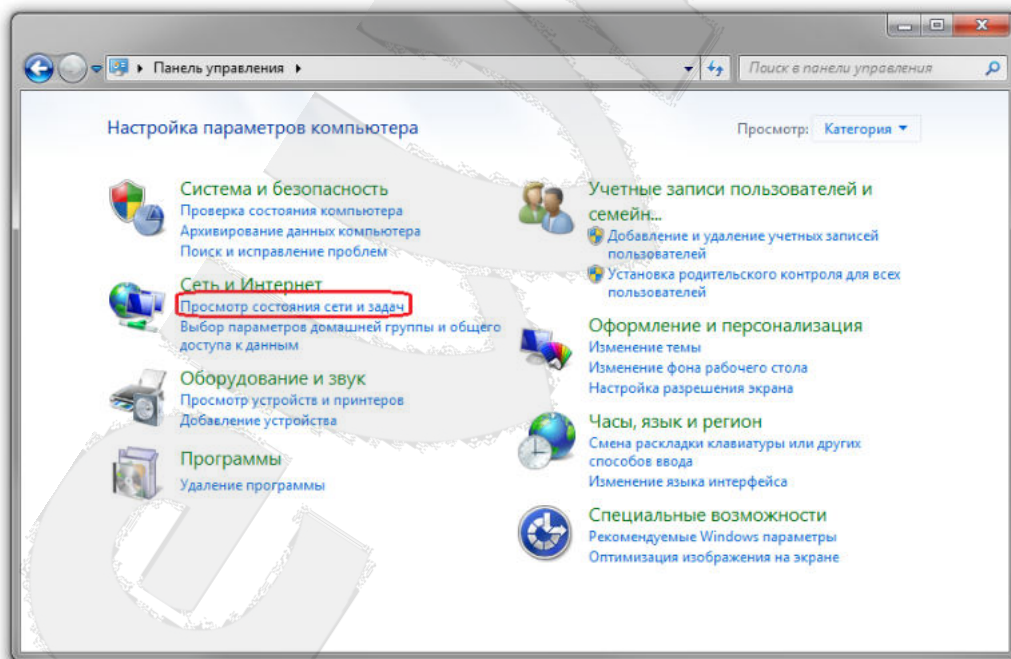 Панель управления
Поиск в панели управления
Настройка параметров компьютера
Просмотр: Категория
Система и безопасность
Проверка состояния компьютера
Архивирование данных компьютера
Поиск и исправление проблем
Сеть и Интернет
Просмотр состояния сети и задач
Выбор параметров домашней группы и общего
доступа к данным
Оборудование и звук
Просмотр устройств и принтеров
Добавление устройства
Программы
Удаление программы
Учетные записи пользователей и
семейн...
Добавление и удаление учетных записей
пользователей
Установка родительского контроля для всех
пользователей
Оформление и персонализация
Изменение темы
Изменение фона рабочего стола
Настройка разрешения экрана
Часы, язык и регион
Смена раскладки клавиатуры или других
способов ввода
Изменение языка интерфейса
Специальные возможности
Рекомендуемые Windows параметры
Оптимизация изображения на экране